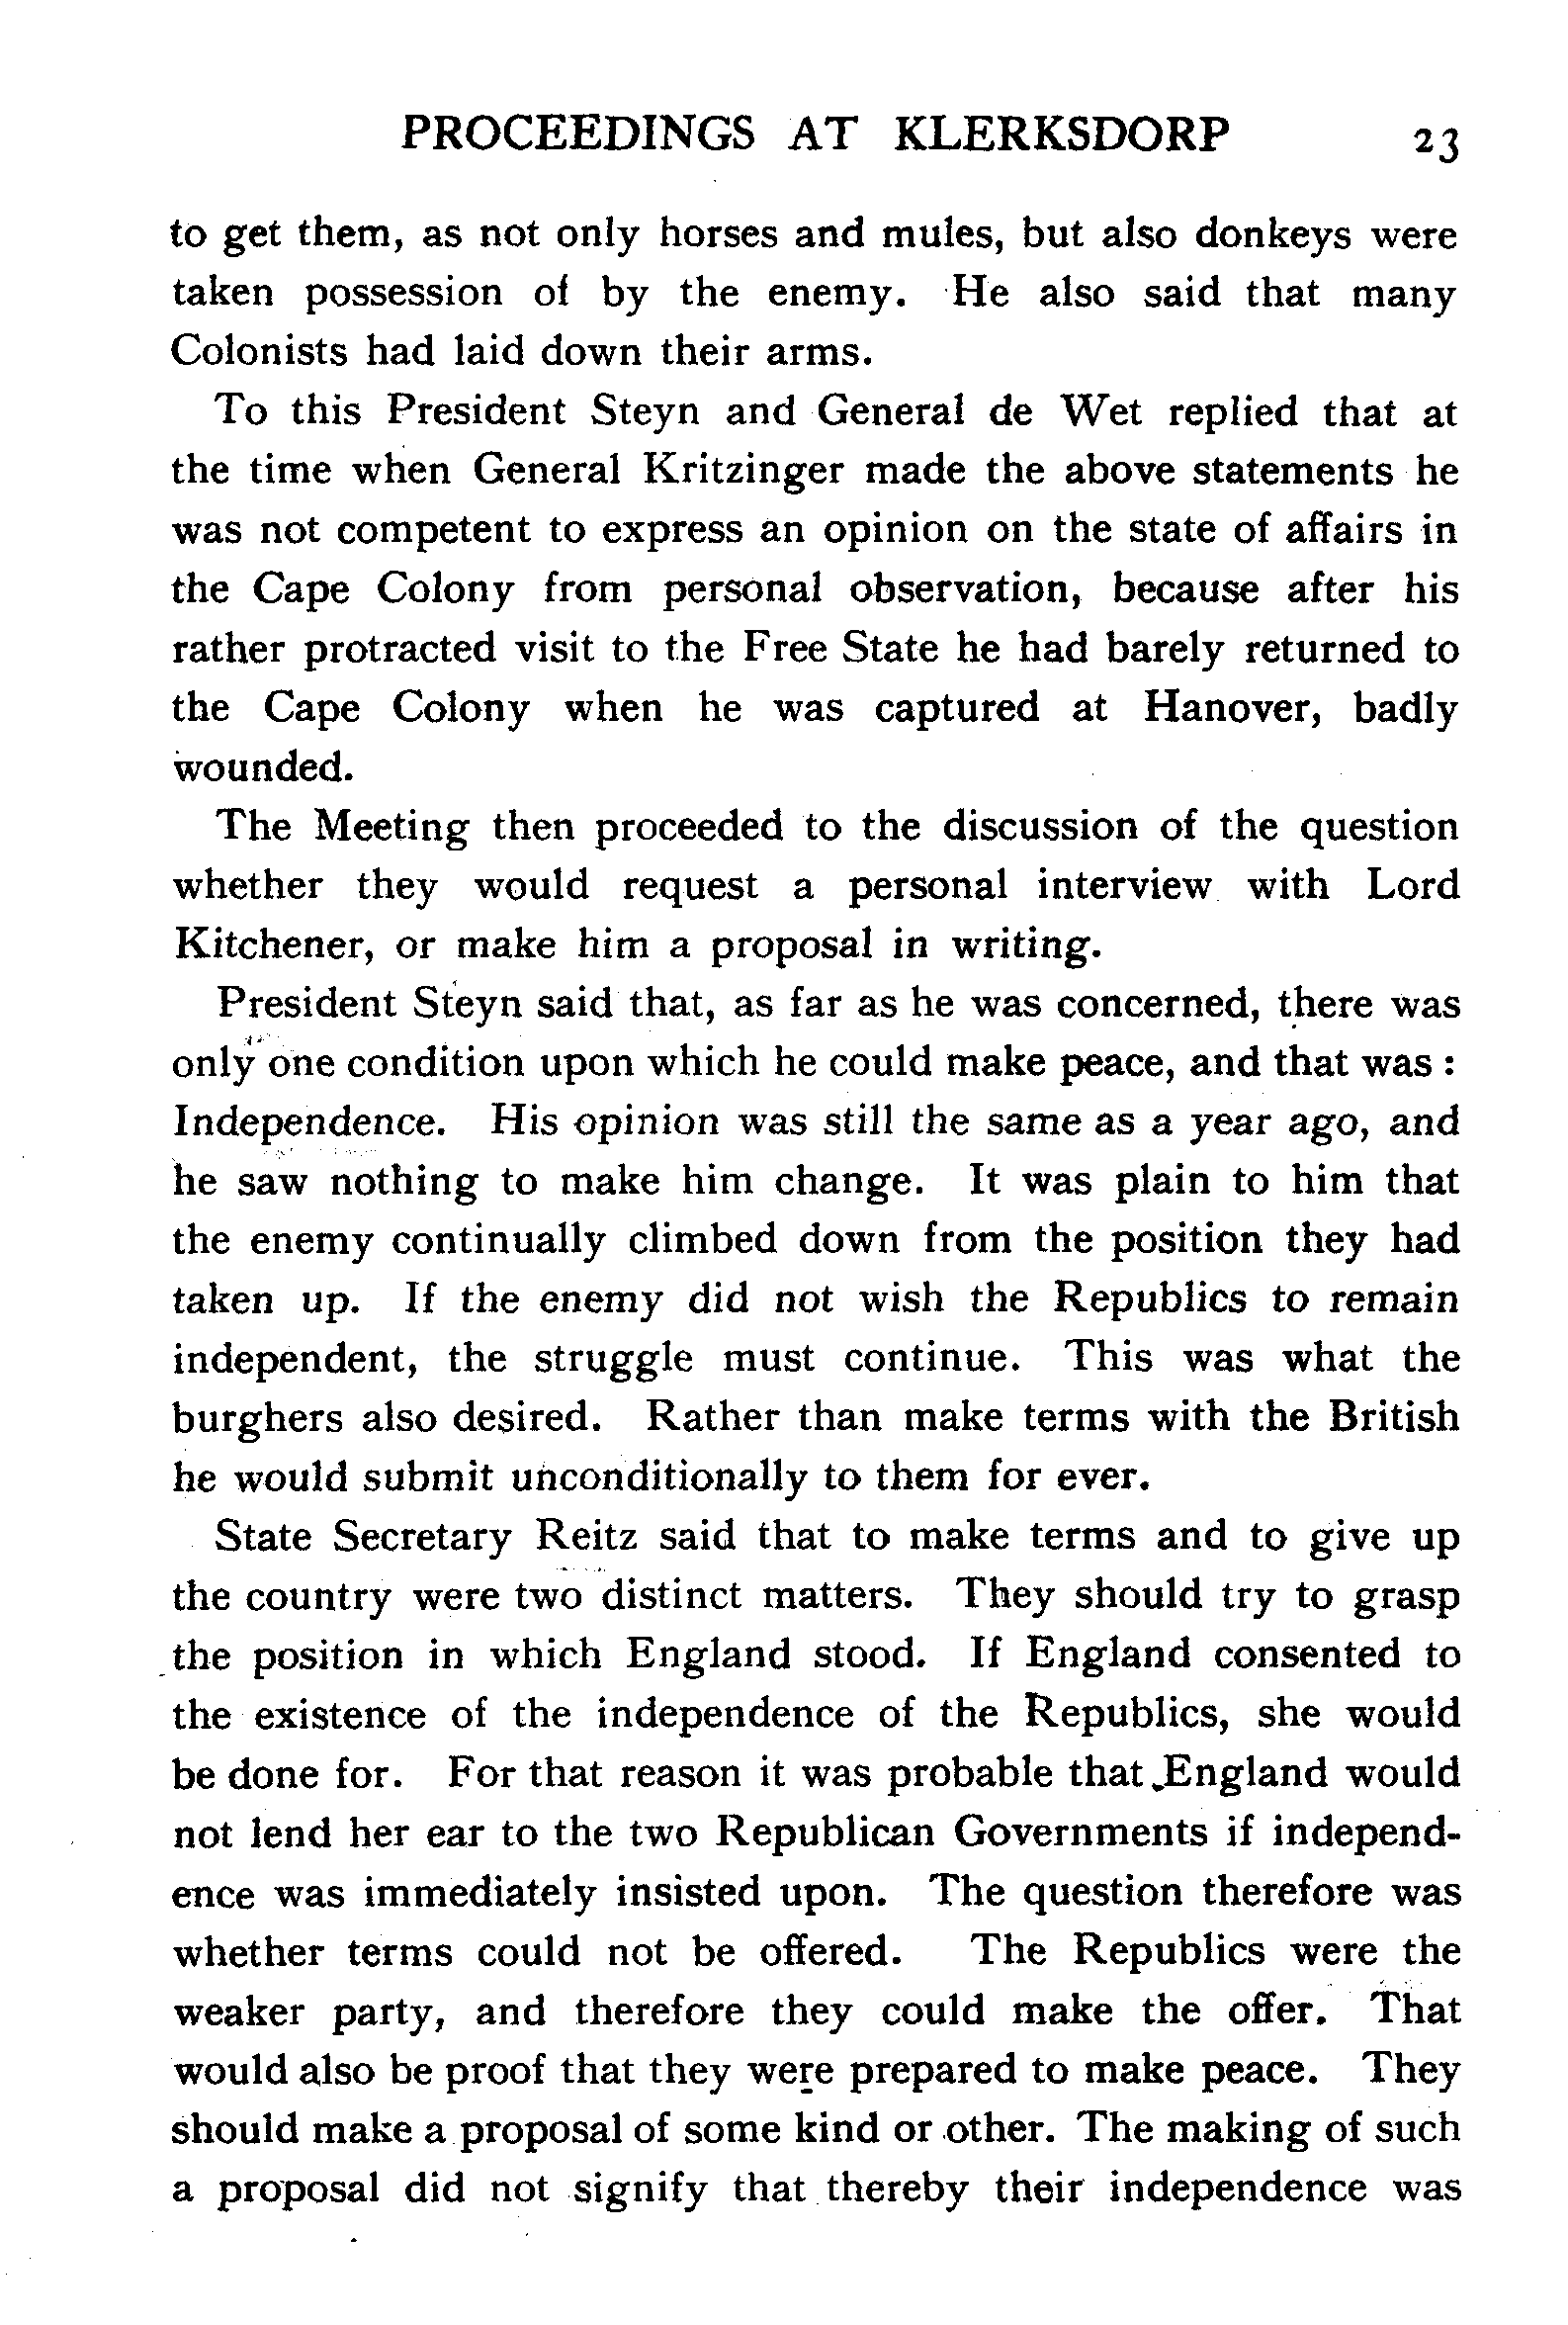 PROCEEDINGS AT KLERKSDORP 23
to get them, as not only horses and mules, but also donkeys were
taken possession of by the enemy. He also said that many
Colonists had laid down their arms.
To this President Steyn and General de Wet replied that at
the time when General Kritzinger made the above statements he
was not competent to express an opinion on the state of affairs in
the Cape Colony from personal observation, because after his
rather protracted visit to the Free State he had barely returned to
the Cape Colony when he was captured at Hanover, badly
wounded.
The Meeting then proceeded to the discussion of the question
whether they would request a personal interview with Lord
Kitchener, or make him a proposal in writing.
President Steyn said that, as far as he was concerned, there was
only one condition upon which he could make peace, and that was :
Independence. His opinion was still the same as a year ago, and
he saw nothing to make him change. It was plain to him that
the enemy continually climbed down from the position they had
taken up. If the enemy did not wish the Republics to remain
independent, the struggle must continue. This was what the
burghers also desired. Rather than make terms with the British
he would submit unconditionally to them for ever.
State Secretary Reitz said that to make terms and to give up
the country were two distinct matters. They should try to grasp
the position in which England stood. If England consented to
the existence of the independence of the Republics, she would
be done for. For that reason it was probable that England would
not lend her ear to the two Republican Governments if independ-
ence was immediately insisted upon. The question therefore was
whether terms could not be offered. The Republics were the
weaker party, and therefore they could make the offer. That
would also be proof that they were prepared to make peace. They
should make a proposal of some kind or other. The making of such
a proposal did not signify that thereby their independence was